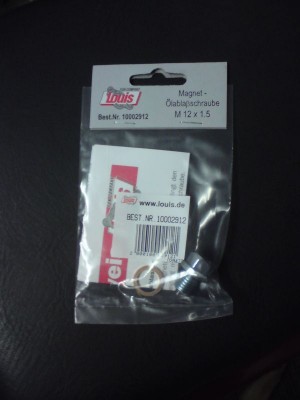 Louis
Best.Nr. 10002912
Magnet -
Ölablaßschraube
M 12 x 1.5
www.louis.de
BEST.NR. 10002912